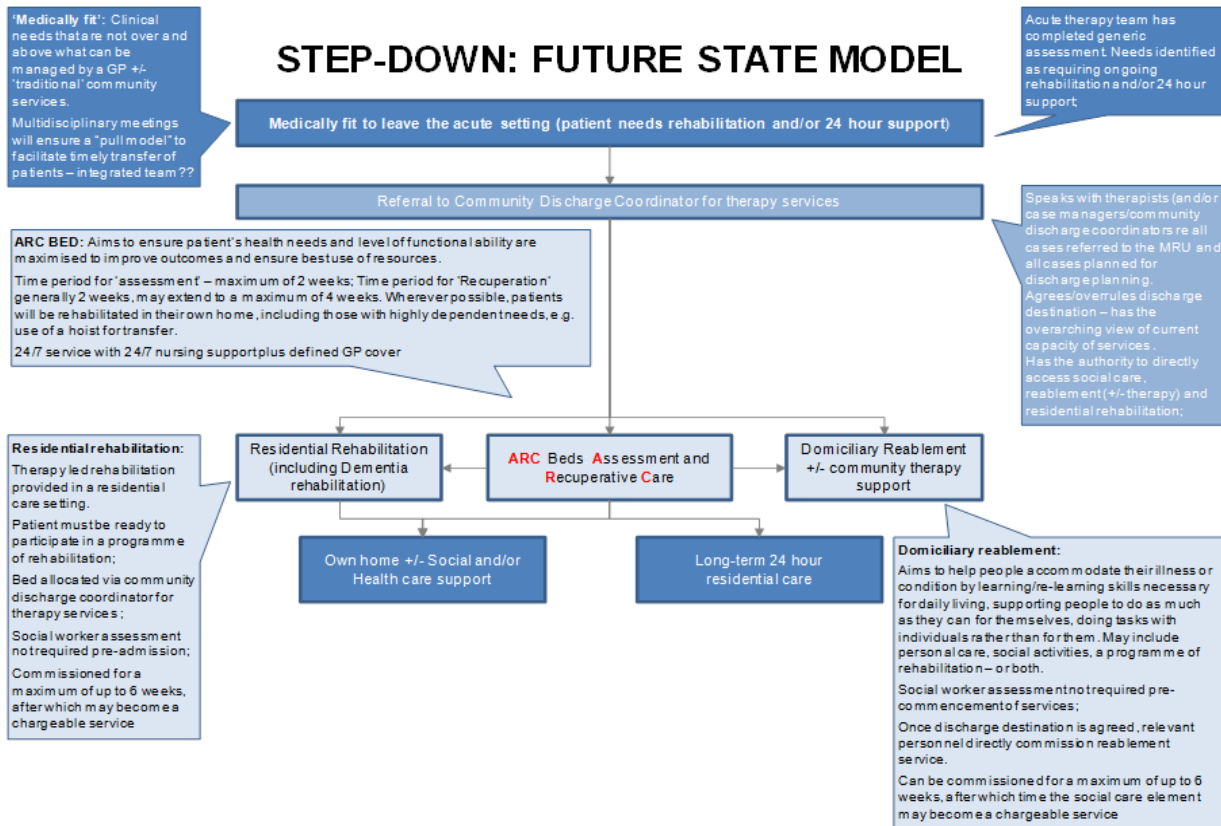 'Medically fit': Clinical
needs that are not over and
above what can be
managed by a GP +/-
'traditional' community
services.
Multidisciplinary meetings
will ensure a "pull model" to
facilitate timely transfer of
patients – integrated team??
STEP-DOWN: FUTURE STATE MODEL
Acute therapy team has
completed generic
assessment. Needs identified
as requiring ongoing
rehabilitation and/or 24 hour
support;
Medically fit to leave the acute setting (patient needs rehabilitation and/or 24 hour support)
Referral to Community Discharge Coordinator for therapy services
Speaks with therapists (and/or
case managers/community
discharge coordinators re all
cases referred to the MRU and
all cases planned for
discharge planning.
Agrees/overrules discharge
destination – has the
overarching view of current
capacity of services.
Has the authority to directly
access social care,
reablement (+/- therapy) and
residential rehabilitation;
ARC BED: Aims to ensure patient's health needs and level of functional ability are
maximised to improve outcomes and ensure best use of resources.
Time period for 'assessment' – maximum of 2 weeks; Time period for 'Recuperation'
generally 2 weeks, may extend to a maximum of 4 weeks. Wherever possible, patients
will be rehabilitated in their own home, including those with highly dependent needs, e.g.
use of a hoist for transfer.
24/7 service with 24/7 nursing support plus defined GP cover
Residential rehabilitation:
Therapy led rehabilitation
provided in a residential
care setting.
Patient must be ready to
participate in a programme
of rehabilitation;
Bed allocated via community
discharge coordinator for
therapy services;
Social worker assessment
not required pre-admission;
Commissioned for a
maximum of up to 6 weeks,
after which may become a
chargeable service
Residential Rehabilitation
(including Dementia
rehabilitation)
ARC Beds Assessment and
Recuperative Care
Domiciliary Reablement
+/- community therapy
support
Own home +/- Social and/or
Health care support
Long-term 24 hour
residential care
Domiciliary reablement:
Aims to help people accommodate their illness or
condition by learning/re-learning skills necessary
for daily living, supporting people to do as much
as they can for themselves, doing tasks with
individuals rather than for them. May include
personal care, social activities, a programme of
rehabilitation – or both.
Social worker assessment not required pre-
commencement of services;
Once discharge destination is agreed, relevant
personnel directly commission reablement
service.
Can be commissioned for a maximum of up to 6
weeks, after which time the social care element
may become a chargeable service